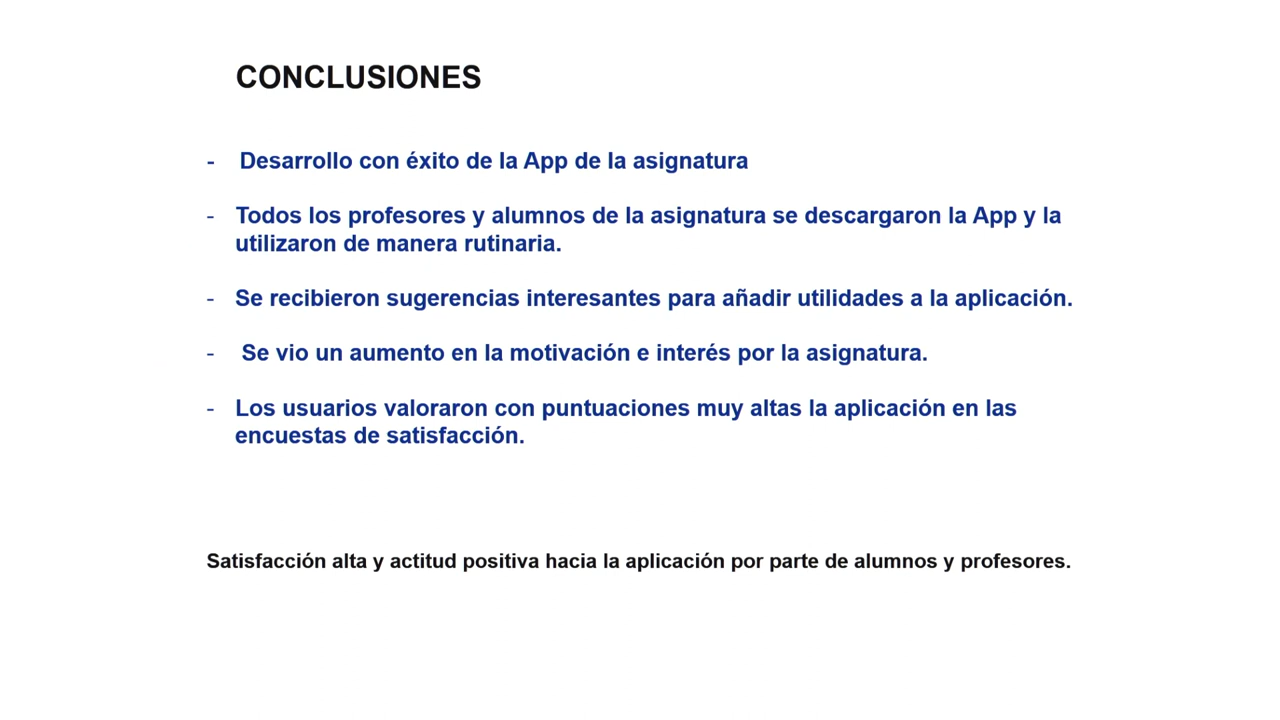 CONCLUSIONES
- Desarrollo con éxito de la App de la asignatura
- Todos los profesores y alumnos de la asignatura se descargaron la App y la
utilizaron de manera rutinaria.
- Se recibieron sugerencias interesantes para añadir utilidades a la aplicación.
- Se vio un aumento en la motivación e interés por la asignatura.
- Los usuarios valoraron con puntuaciones muy altas la aplicación en las
encuestas de satisfacción.
Satisfacción alta y actitud positiva hacia la aplicación por parte de alumnos y profesores.